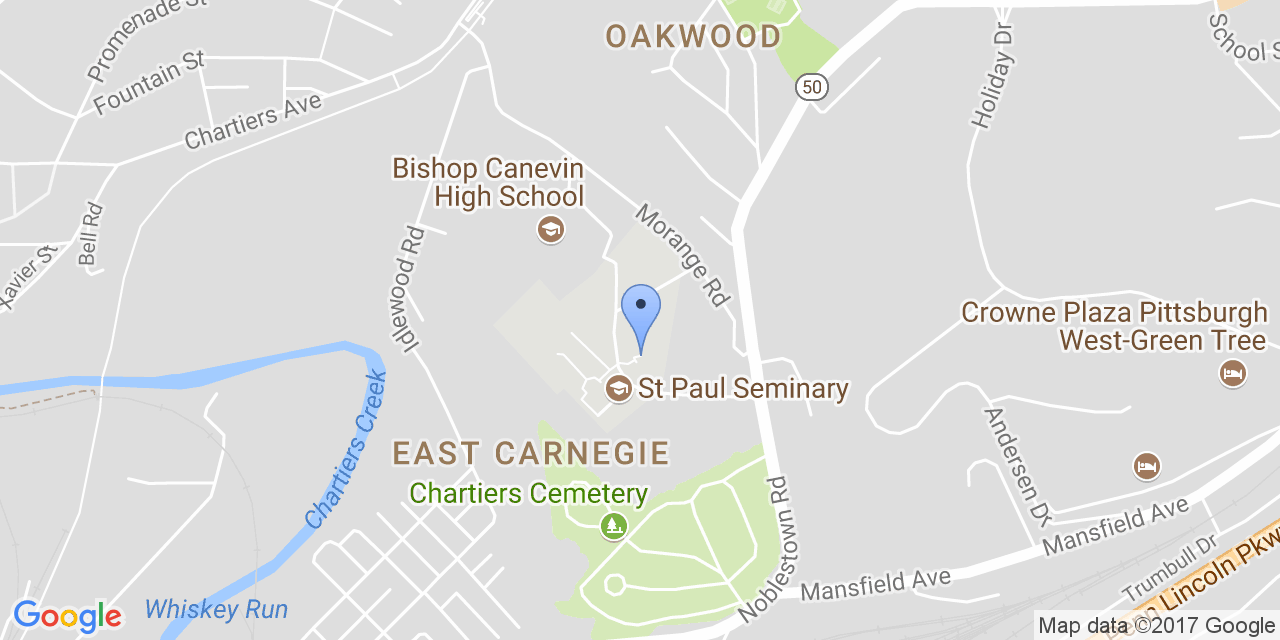 Promenade St
OAKWOOD
School S
Fountain St
Holiday Dr
50
Chartiers Ave
Bishop Canevin
High School
Bell Rd
Morange Rd
Xavier St
Idlewood Rd
Crowne Plaza Pittsburgh
West-Green Tree
St Paul Seminary
Chartiers Creek
EAST CARNEGIE
Andersen Dr
Chartiers Cemetery
Noblestown Rd
Mansfield Ave
Mansfield Ave
Trumbull Dr
Lincoln Pkw
Google
Whiskey Run
Map data ©2017 Google